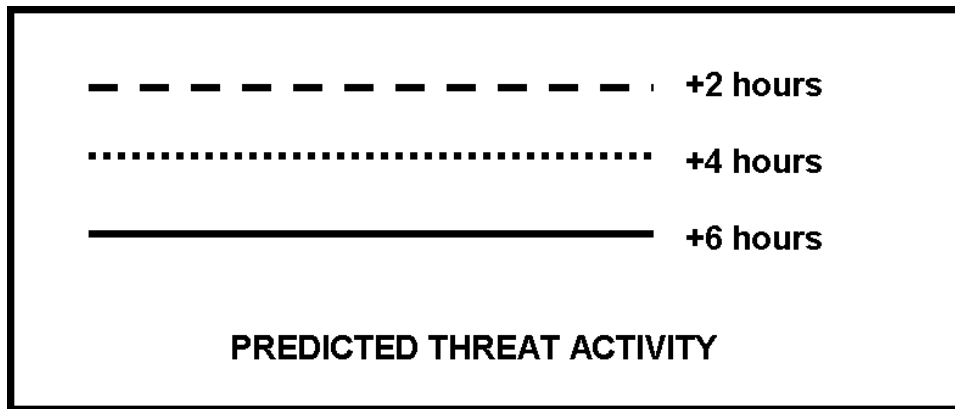 +2 hours
+4 hours
+6 hours
PREDICTED THREAT ACTIVITY